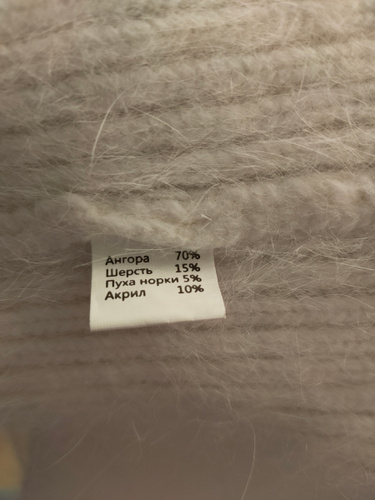 Ангора 70%
Шерсть 15%
Пуха норки 5%
Акрил 10%